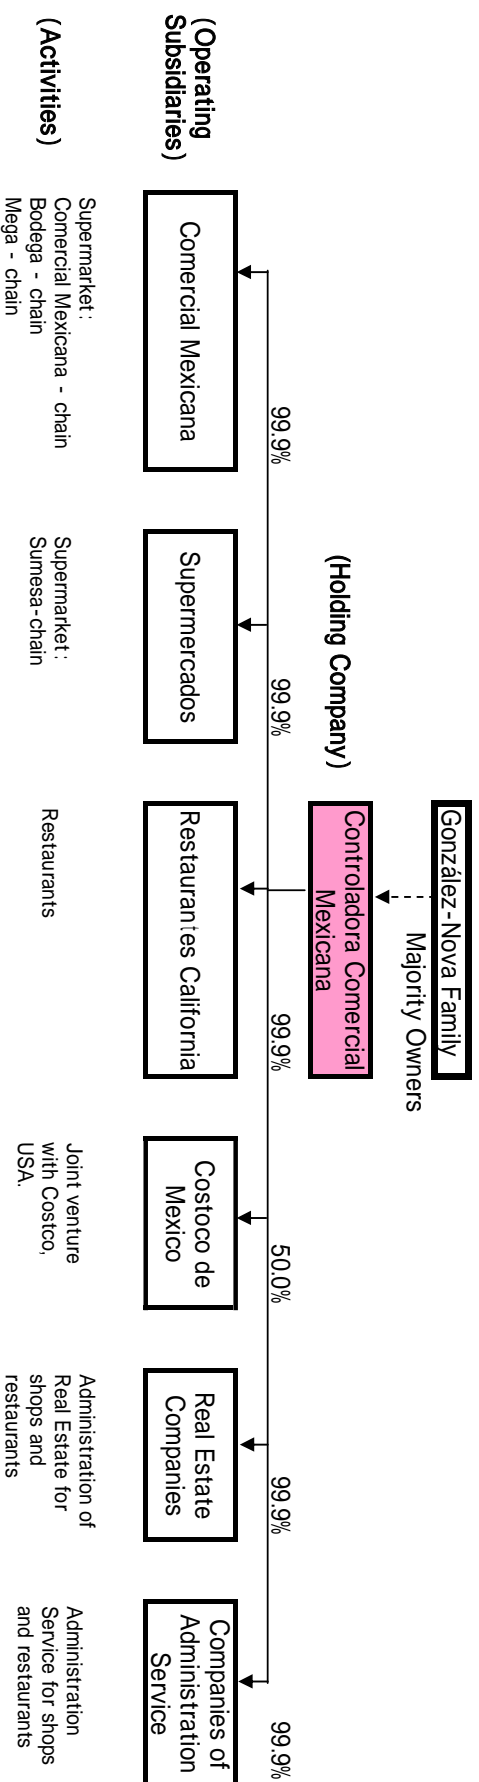 González-Nova Family
Majority Owners
(Holding Company)
Controladora Comercial
Mexicana
99.9%
99.9%
99.9%
50.0%
99.9%
99.9%
(Operating
Subsidiaries)
Comercial Mexicana
Supermercados
Restaurantes California
Costoco de
Mexico
Real Estate
Companies
Companies of
Administration
Service
(Activities)
Supermarket:
Comercial Mexicana - chain
Bodega - chain
Mega - chain
Supermarket:
Sumesa-chain
Restaurants
Joint venture
with Costco,
USA.
Administration of
Real Estate for
shops and
restaurants
Administration
Service for shops
and restaurants